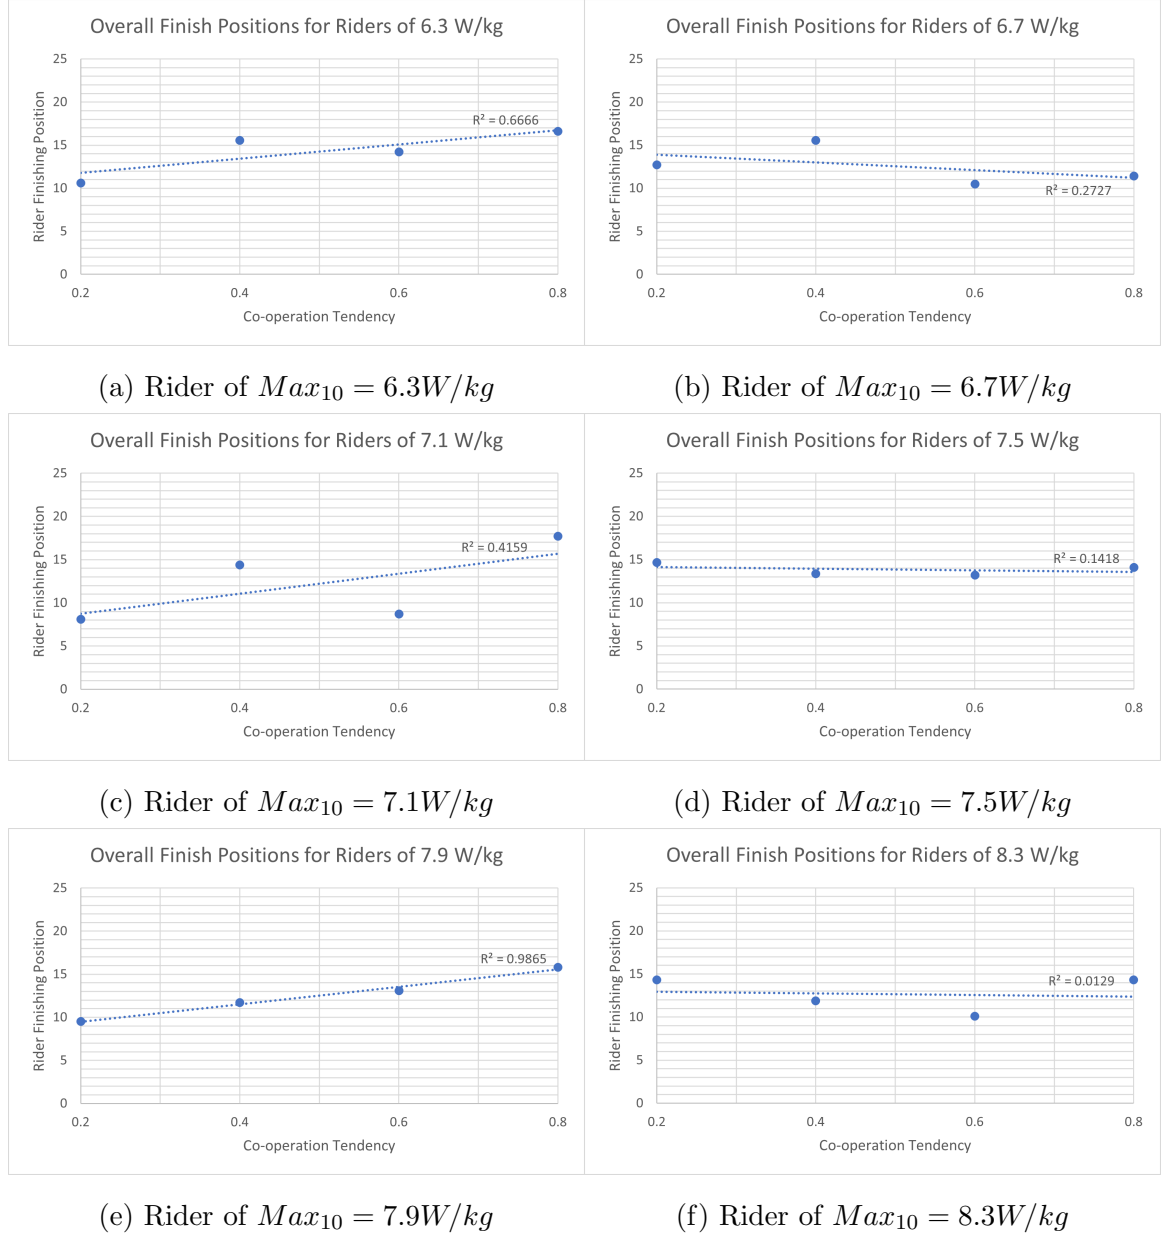 Overall Finish Positions for Riders of 6.3 W/kg
25
20
15
10
5
0
Rider Finishing Position
R² = 0.6666
0.2 0.4 0.6 0.8
Co-operation Tendency
(a) Rider of Max10 = 6.3W/kg
Overall Finish Positions for Riders of 6.7 W/kg
25
20
15
10
5
0
Rider Finishing Position
R² = 0.2727
0.2 0.4 0.6 0.8
Co-operation Tendency
(b) Rider of Max10 = 6.7W/kg
Overall Finish Positions for Riders of 7.1 W/kg
25
20
15
10
5
0
Rider Finishing Position
R² = 0.4159
0.2 0.4 0.6 0.8
Co-operation Tendency
(c) Rider of Max10 = 7.1W/kg
Overall Finish Positions for Riders of 7.5 W/kg
25
20
15
10
5
0
Rider Finishing Position
R² = 0.1418
0.2 0.4 0.6 0.8
Co-operation Tendency
(d) Rider of Max10 = 7.5W/kg
Overall Finish Positions for Riders of 7.9 W/kg
25
20
15
10
5
0
Rider Finishing Position
R² = 0.9865
0.2 0.4 0.6 0.8
Co-operation Tendency
(e) Rider of Max10 = 7.9W/kg
Overall Finish Positions for Riders of 8.3 W/kg
25
20
15
10
5
0
Rider Finishing Position
R² = 0.0129
0.2 0.4 0.6 0.8
Co-operation Tendency
(f) Rider of Max10 = 8.3W/kg